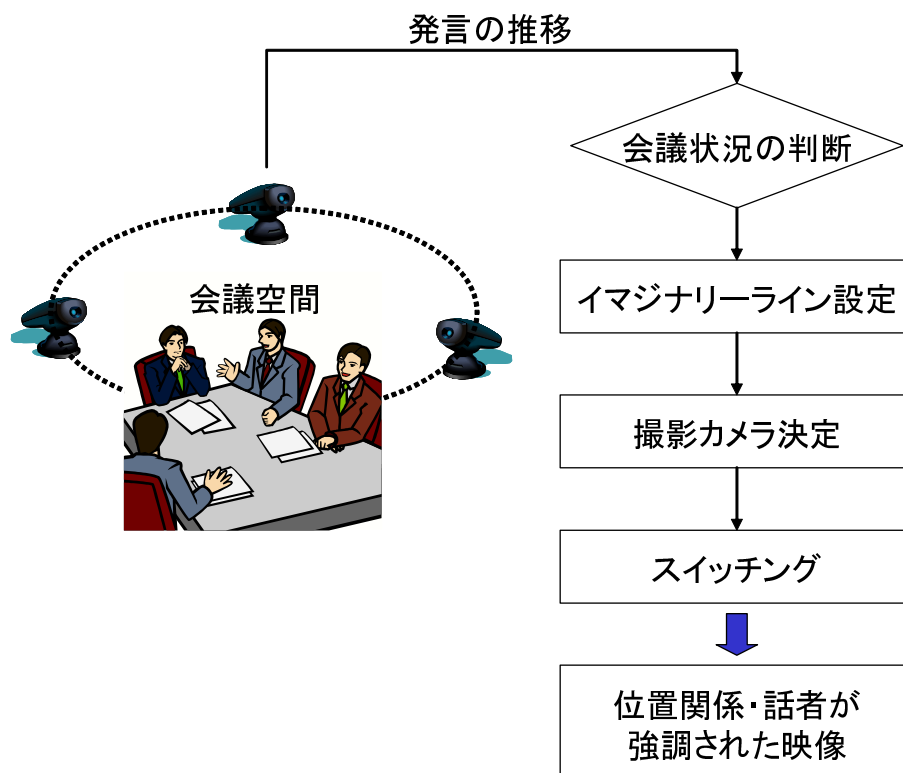 発言の推移
会議状況の判断
会議空間
イマジナリーライン設定
撮影カメラ決定
スイッチング
位置関係・話者が
強調された映像